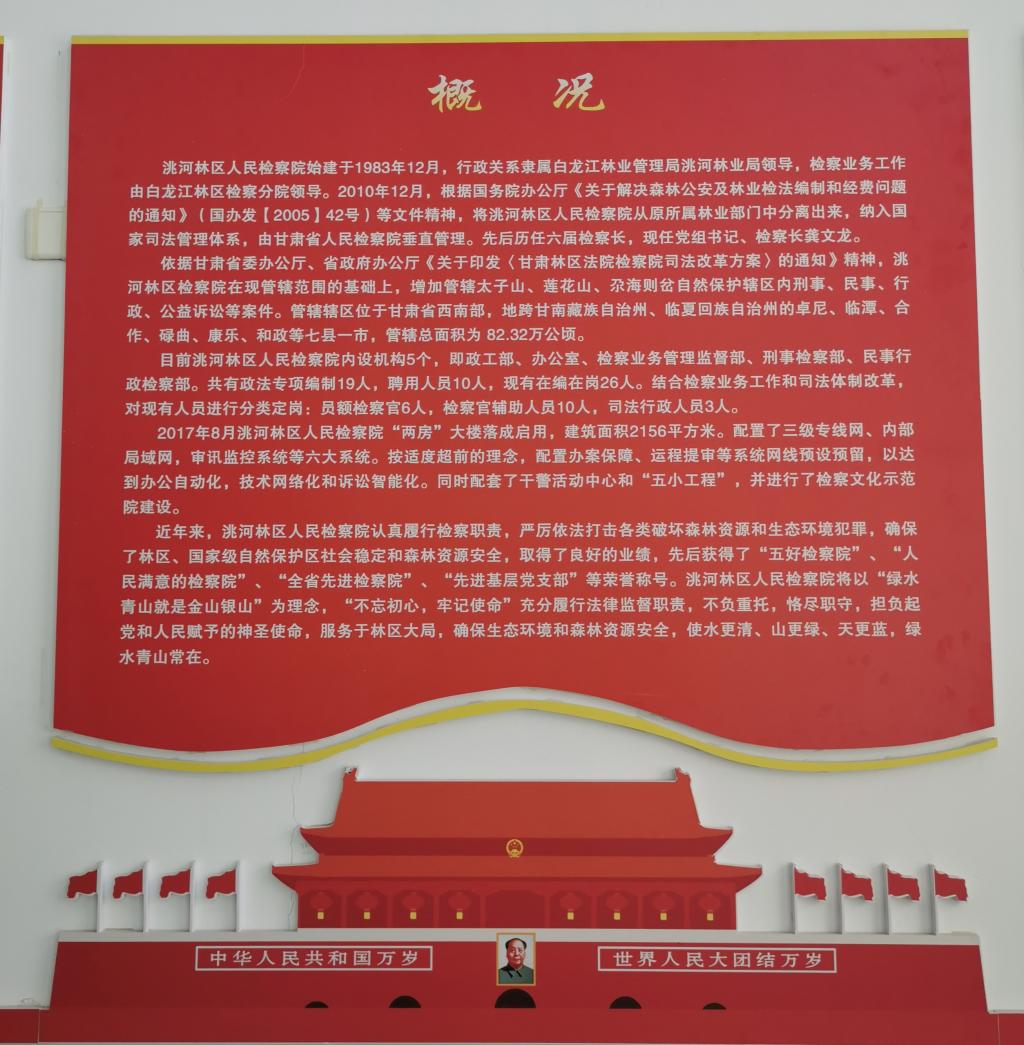 概 况
洮河林区人民检察院始建于1983年12月，行政关系隶属白龙江林业管理局洮河林业局领导，检察业务工作
由白龙江林区检察分院领导。2010年12月，根据国务院办公厅《关于解决森林公安及林业检法编制和经费问题
的通知》（国办发【2005】42号）等文件精神，将洮河林区人民检察院从原所属林业部门中分离出来，纳入国
家司法管理体系，由甘肃省人民检察院垂直管理。先后历任六届检察长，现任党组书记、检察长龚文龙。
依据甘肃省委办公厅、省政府办公厅《关于印发〈甘肃林区法院检察院司法改革方案〉的通知》精神，洮
河林区检察院在现管辖范围的基础上，增加管辖太子山、莲花山、尕海则岔自然保护辖区内刑事、民事、行
政、公益诉讼等案件。管辖辖区位于甘肃省西南部，地跨甘南藏族自治州、临夏回族自治州的卓尼、临潭、合
作、碌曲、康乐、和政等七县一市，管辖总面积为 82.32万公顷。
目前洮河林区人民检察院内设机构5个，即政工部、办公室、检察业务管理监督部、刑事检察部、民事行
政检察部。共有政法专项编制19人，聘用人员10人，现有在编在岗26人。结合检察业务工作和司法体制改革，
对现有人员进行分类定岗：员额检察官6人，检察官辅助人员10人，司法行政人员3人。
2017年8月洮河林区人民检察院“两房”大楼落成启用，建筑面积2156平方米。配置了三级专线网、内部
局域网，审讯监控系统等六大系统。按适度超前的理念，配置办案保障、运程提审等系统网线预设预留，以达
到办公自动化，技术网络化和诉讼智能化。同时配套了干警活动中心和“五小工程”，并进行了检察文化示范
院建设。
近年来，洮河林区人民检察院认真履行检察职责，严厉依法打击各类破坏森林资源和生态环境犯罪，确保
了林区、国家级自然保护区社会稳定和森林资源安全，取得了良好的业绩，先后获得了“五好检察院”、“人
民满意的检察院”、“全省先进检察院”、“先进基层党支部”等荣誉称号。洮河林区人民检察院将以“绿水
青山就是金山银山”为理念，“不忘初心，牢记使命”充分履行法律监督职责，不负重托，恪尽职守，担负起
党和人民赋予的神圣使命，服务于林区大局，确保生态环境和森林资源安全，使水更清、山更绿、天更蓝，绿
水青山常在。
中华人民共和国万岁
世界人民大团结万岁